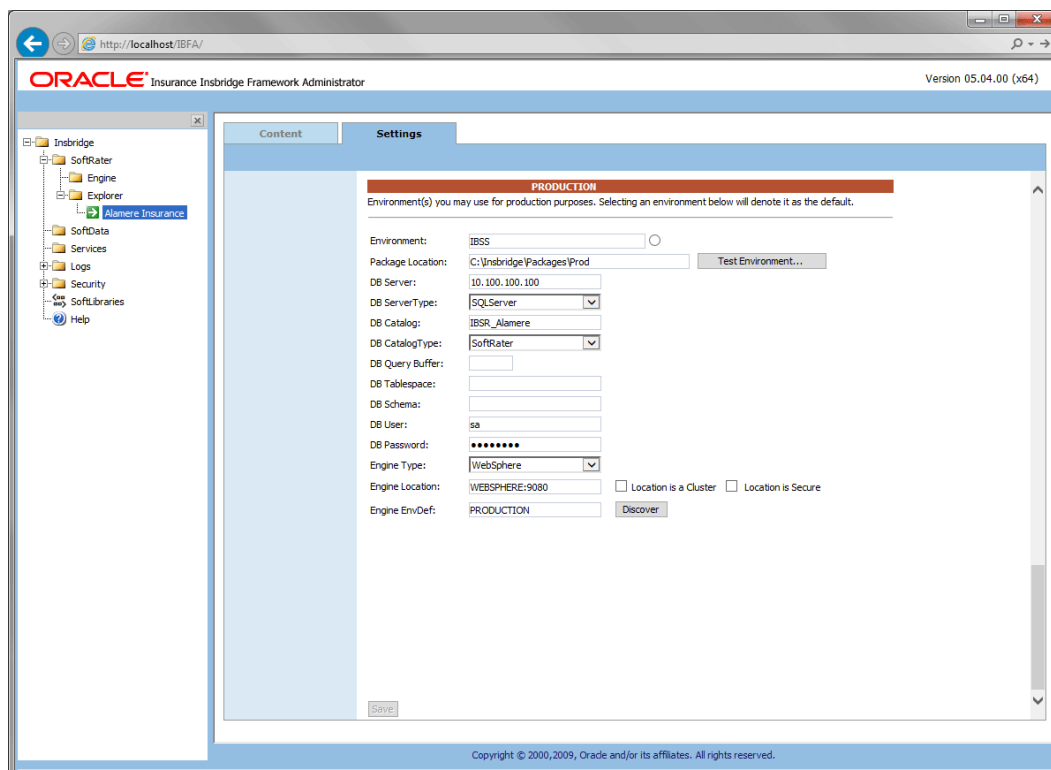 http://localhost/IBFA/
ORACLE® Insurance Insbridge Framework Administrator
Version 05.04.00 (x64)
Insbridge
SoftRater
Engine
Explorer
Alamere Insurance
SoftData
Services
Logs
Security
SoftLibraries
Help
Content
Settings
PRODUCTION
Environment(s) you may use for production purposes. Selecting an environment below will denote it as the default.
Environment: IBSS
Package Location: C:\Insbridge\Packages\Prod Test Environment...
DB Server: 10.100.100.100
DB ServerType: SQLServer
DB Catalog: IBSR_Alamere
DB CatalogType: SoftRater
DB Query Buffer:
DB Tablespace:
DB Schema:
DB User: sa
DB Password: ••••••••
Engine Type: WebSphere
Engine Location: WEBSPHERE:9080 Location is a Cluster Location is Secure
Engine EnvDef: PRODUCTION Discover
Save
Copyright © 2000,2009, Oracle and/or its affiliates. All rights reserved.